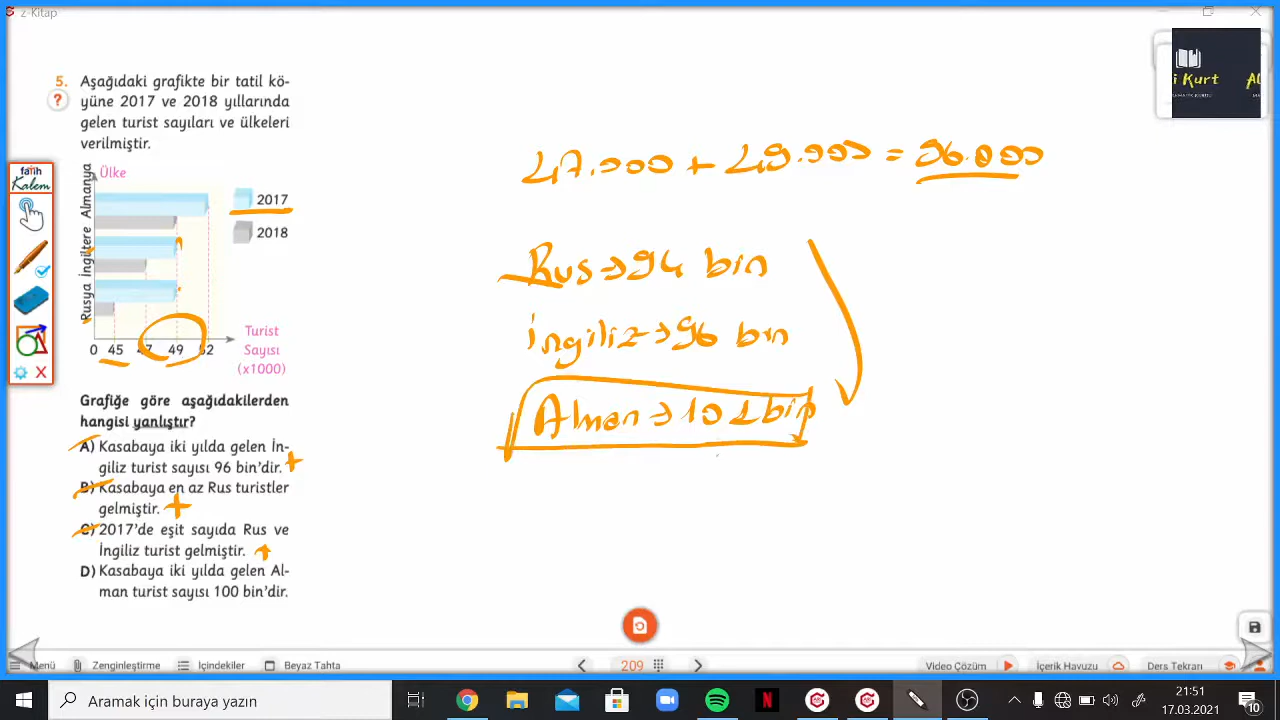 z-Kitap
5. Aşağıdaki grafikte bir tatil kö-
? yüne 2017 ve 2018 yıllarında
gelen turist sayıları ve ülkeleri
verilmiştir.
fatih
Kalem
Ülke
Rusya İngiltere Almanya
2017
2018
0 45 47 49 52
Turist
Sayısı
(x1000)
Grafiğe göre aşağıdakilerden
hangisi yanlıştır?
A) Kasabaya iki yılda gelen İn-
giliz turist sayısı 96 bin'dir. +
B) Kasabaya en az Rus turistler
gelmiştir. +
C) 2017'de eşit sayıda Rus ve
İngiliz turist gelmiştir. +
D) Kasabaya iki yılda gelen Al-
man turist sayısı 100 bin'dir.
47.000 + 49.000 = 96.000
Rus → 94 bin
İngiliz → 96 bin
Alman → 101 bin
i Kurt
Menü Zenginleştirme İçindekiler Beyaz Tahta 209 Video Çözüm İçerik Havuzu Ders Tekrarı
Aramak için buraya yazın
21:51
17.03.2021
10